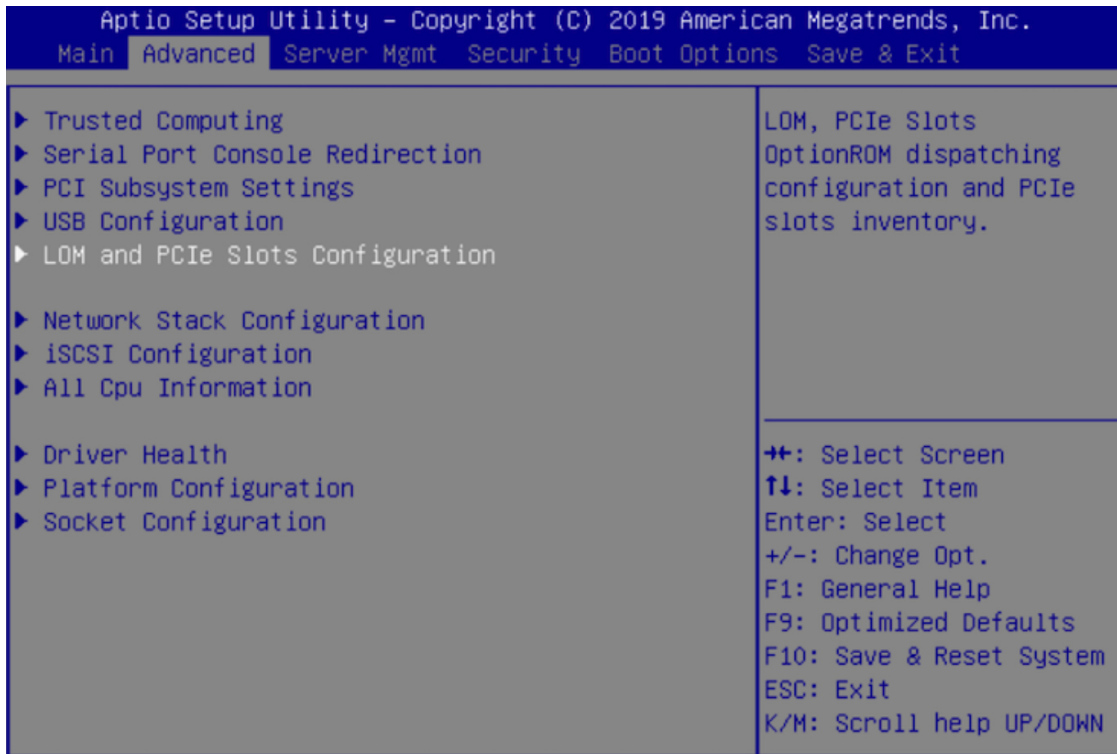 Aptio Setup Utility – Copyright (C) 2019 American Megatrends, Inc.
Main Advanced Server Mgmt Security Boot Options Save & Exit
Trusted Computing
Serial Port Console Redirection
PCI Subsystem Settings
USB Configuration
LOM and PCIe Slots Configuration
Network Stack Configuration
iSCSI Configuration
All Cpu Information
Driver Health
Platform Configuration
Socket Configuration
LOM, PCIe Slots
OptionROM dispatching
configuration and PCIe
slots inventory.
→←: Select Screen
↑↓: Select Item
Enter: Select
+/-: Change Opt.
F1: General Help
F9: Optimized Defaults
F10: Save & Reset System
ESC: Exit
K/M: Scroll help UP/DOWN